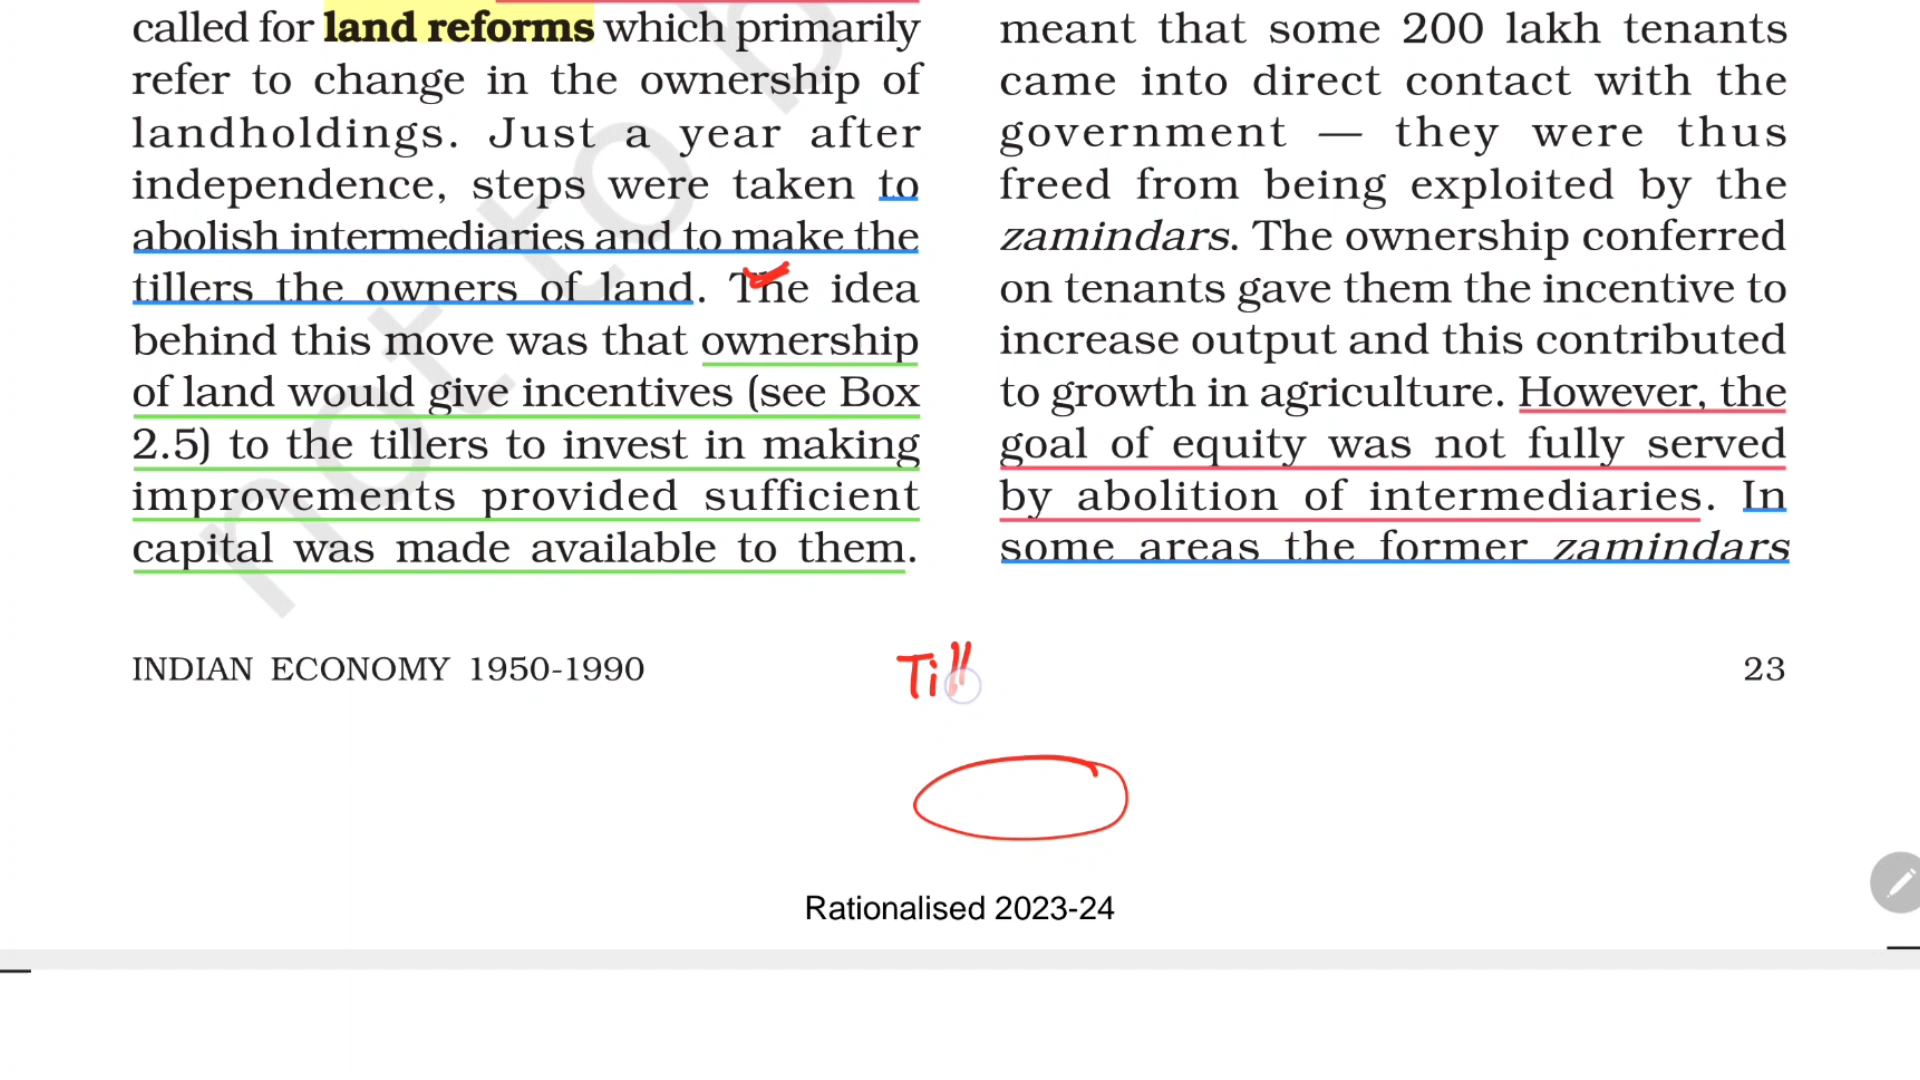 called for land reforms which primarily
refer to change in the ownership of
landholdings. Just a year after
independence, steps were taken to
abolish intermediaries and to make the
tillers the owners of land. The idea
behind this move was that ownership
of land would give incentives (see Box
2.5) to the tillers to invest in making
improvements provided sufficient
capital was made available to them.
meant that some 200 lakh tenants
came into direct contact with the
government — they were thus
freed from being exploited by the
zamindars. The ownership conferred
on tenants gave them the incentive to
increase output and this contributed
to growth in agriculture. However, the
goal of equity was not fully served
by abolition of intermediaries. In
some areas the former zamindars
INDIAN ECONOMY 1950-1990
Till
23
Rationalised 2023-24
not to b